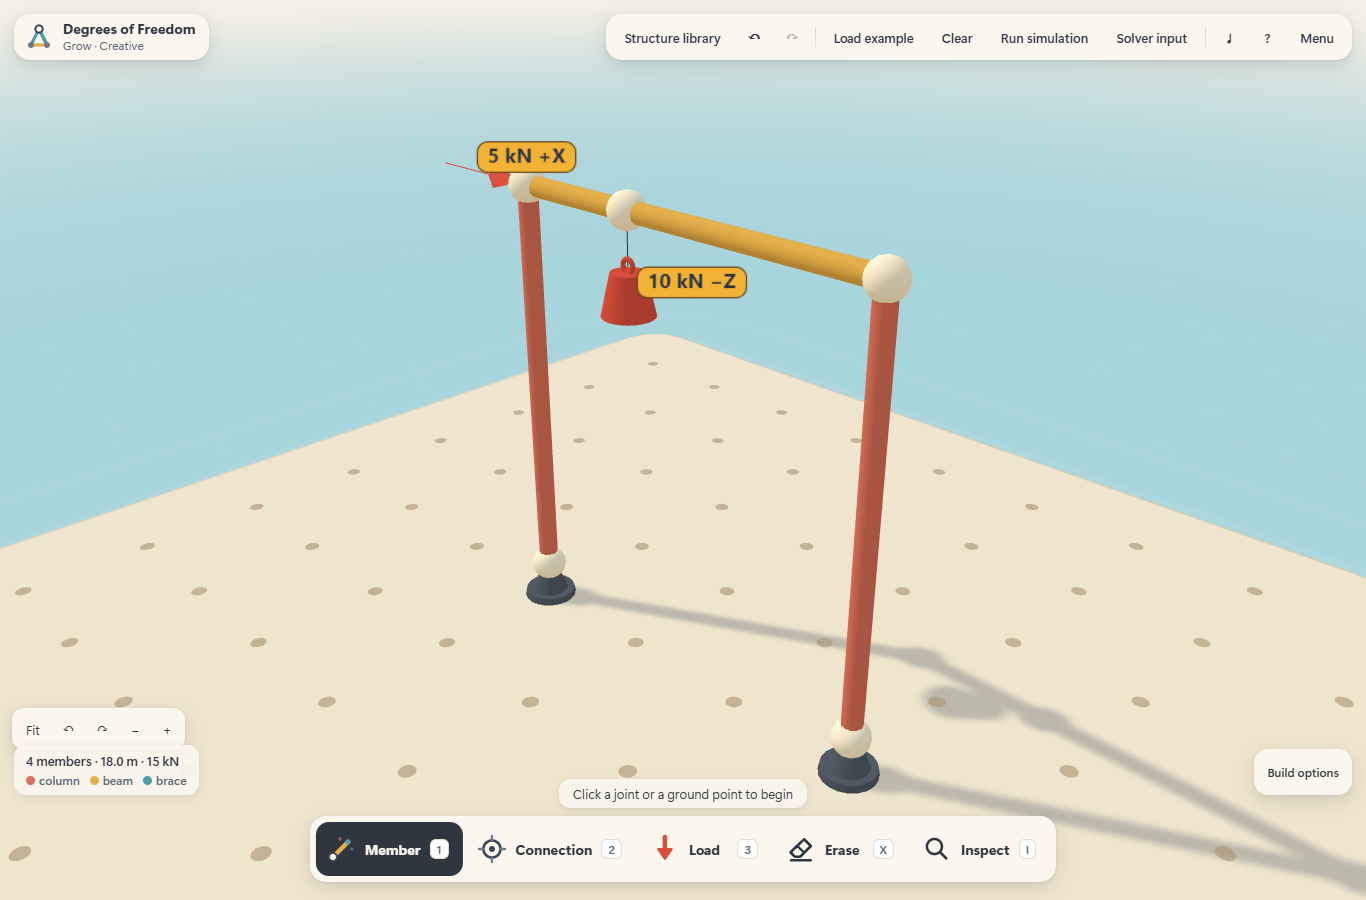 Degrees of Freedom
Grow · Creative
Structure library
Load example
Clear
Run simulation
Solver input
?
Menu
5 kN +X
10 kN −Z
Fit
−
+
4 members · 18.0 m · 15 kN
column
beam
brace
Build options
Click a joint or a ground point to begin
Member 1
Connection 2
Load 3
Erase X
Inspect I